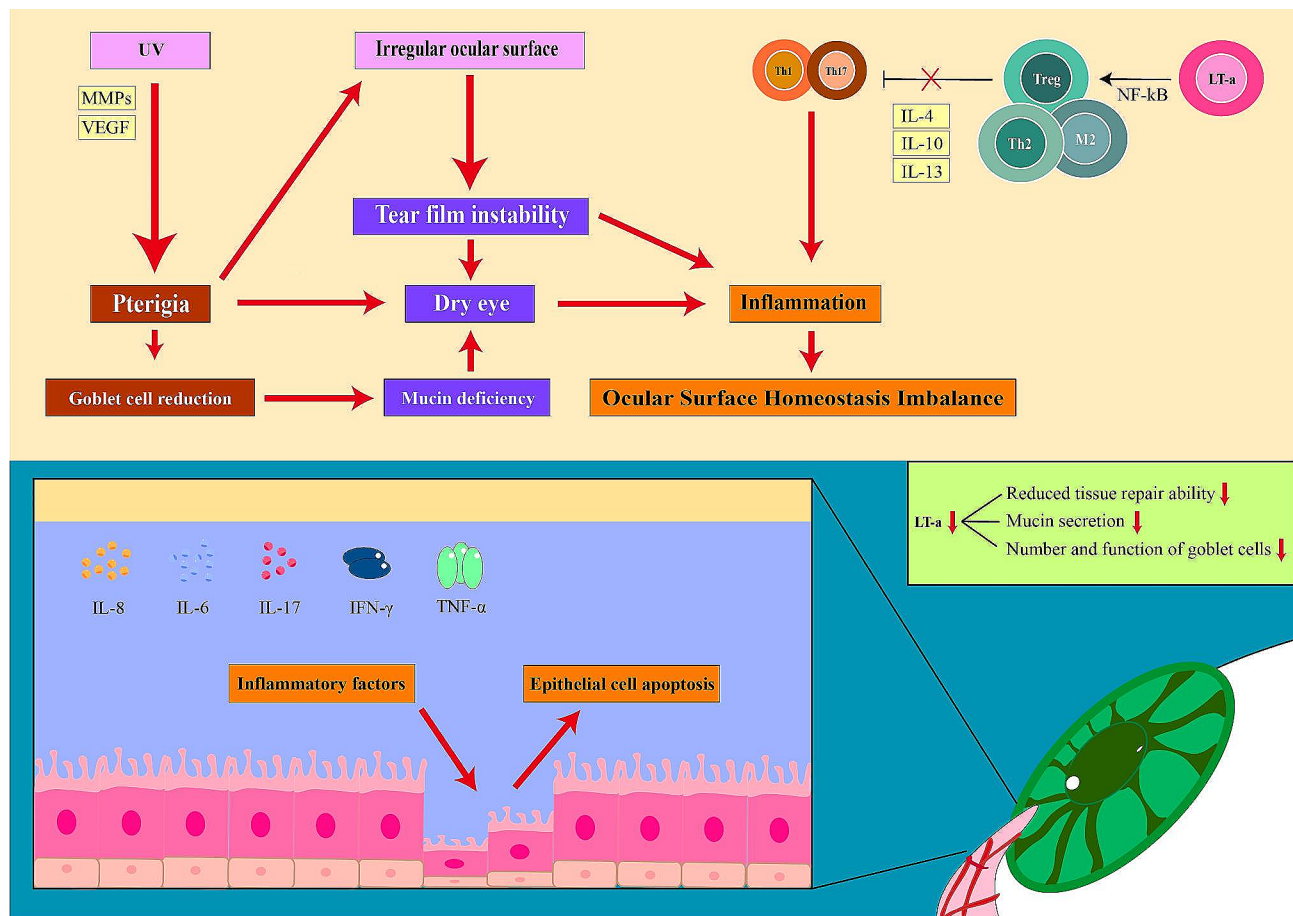 UV
MMPs
VEGF
Irregular ocular surface
Th1
Th17
IL-4
IL-10
IL-13
Treg
Th2
M2
NF-kB
LT-a
Tear film instability
Pterigia
Dry eye
Inflammation
Goblet cell reduction
Mucin deficiency
Ocular Surface Homeostasis Imbalance
LT-a
Reduced tissue repair ability
Mucin secretion
Number and function of goblet cells
IL-8
IL-6
IL-17
IFN-γ
TNF-α
Inflammatory factors
Epithelial cell apoptosis